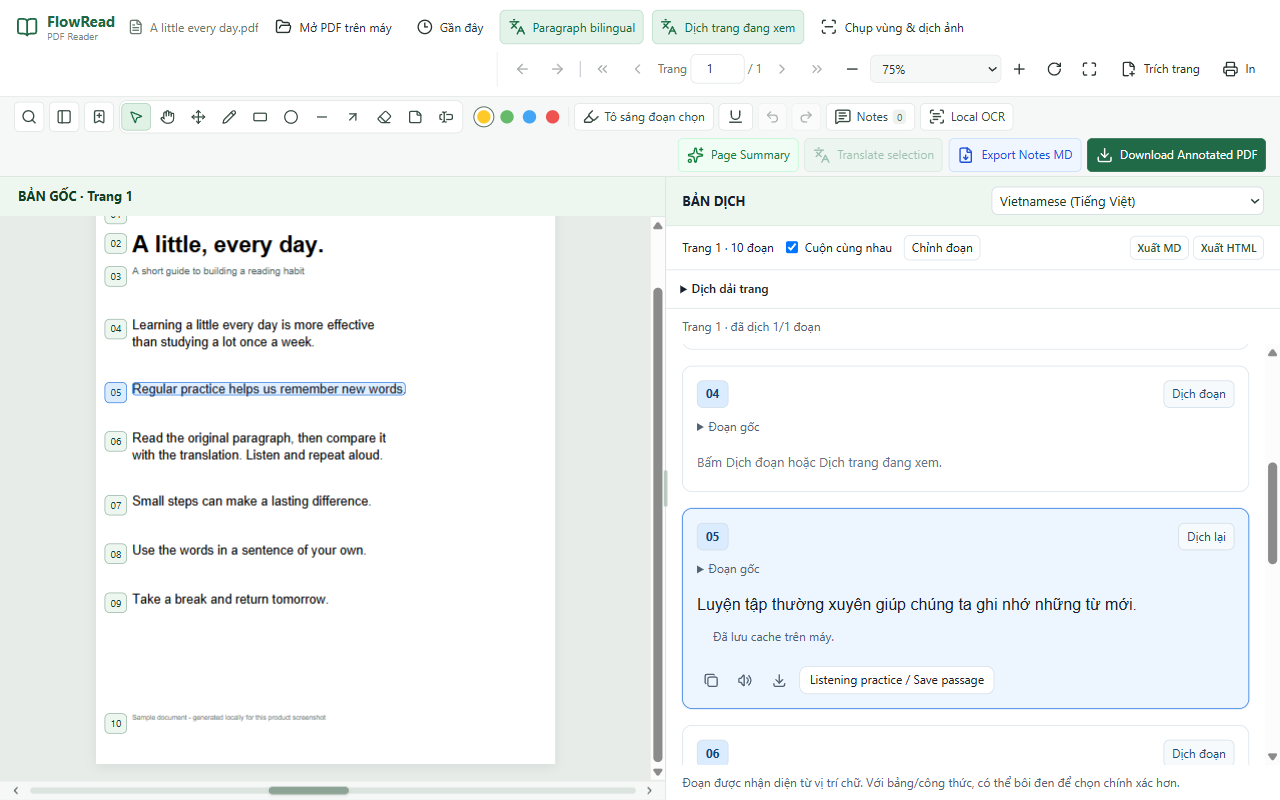 FlowRead
PDF Reader
A little every day.pdf
Mở PDF trên máy
Gần đây
Paragraph bilingual
Dịch trang đang xem
Chụp vùng & dịch ảnh
Trang 1 / 1
75%
Trích trang
In
Tô sáng đoạn chọn
Notes 0
Local OCR
Page Summary
Translate selection
Export Notes MD
Download Annotated PDF
BẢN GỐC · Trang 1
02 A little, every day.
03 A short guide to building a reading habit
04 Learning a little every day is more effective
than studying a lot once a week.
05 Regular practice helps us remember new words.
06 Read the original paragraph, then compare it
with the translation. Listen and repeat aloud.
07 Small steps can make a lasting difference.
08 Use the words in a sentence of your own.
09 Take a break and return tomorrow.
10 Sample document - generated locally for this product screenshot
BẢN DỊCH
Vietnamese (Tiếng Việt)
Trang 1 · 10 đoạn
Cuộn cùng nhau
Chỉnh đoạn
Xuất MD
Xuất HTML
Dịch dải trang
Trang 1 · đã dịch 1/1 đoạn
04
Dịch đoạn
Đoạn gốc
Bấm Dịch đoạn hoặc Dịch trang đang xem.
05
Dịch lại
Đoạn gốc
Luyện tập thường xuyên giúp chúng ta ghi nhớ những từ mới.
Đã lưu cache trên máy.
Listening practice / Save passage
06
Dịch đoạn
Đoạn được nhận diện từ vị trí chữ. Với bảng/công thức, có thể bôi đen để chọn chính xác hơn.